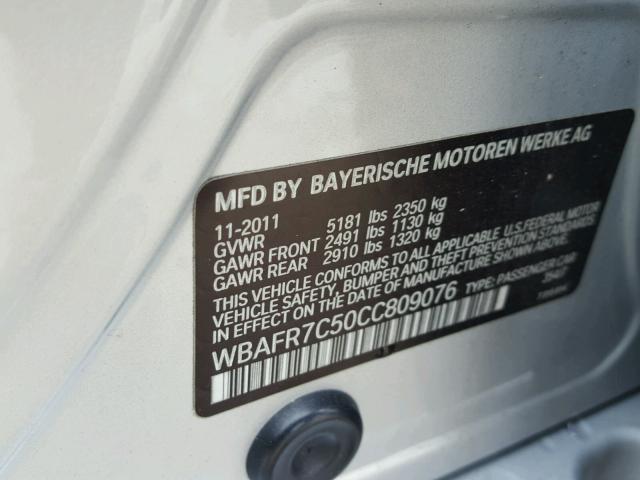 MFD BY BAYERISCHE MOTOREN WERKE AG
11-2011
GVWR 5181 lbs 2350 kg
GAWR FRONT 2491 lbs 1130 kg
GAWR REAR 2910 lbs 1320 kg
THIS VEHICLE CONFORMS TO ALL APPLICABLE U.S. FEDERAL MOTOR
VEHICLE SAFETY, BUMPER AND THEFT PREVENTION STANDARDS
IN EFFECT ON THE DATE OF MANUFACTURE SHOWN ABOVE.
WBAFR7C50CC809076 TYPE: PASSENGER CAR